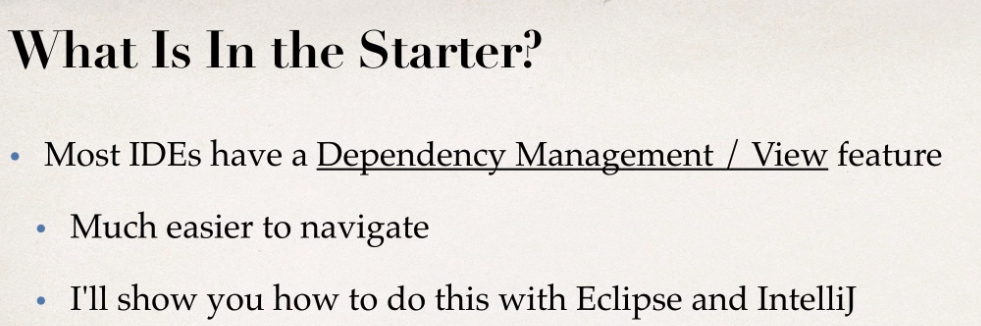 What Is In the Starter?
• Most IDEs have a Dependency Management / View feature
• Much easier to navigate
• I'll show you how to do this with Eclipse and IntelliJ